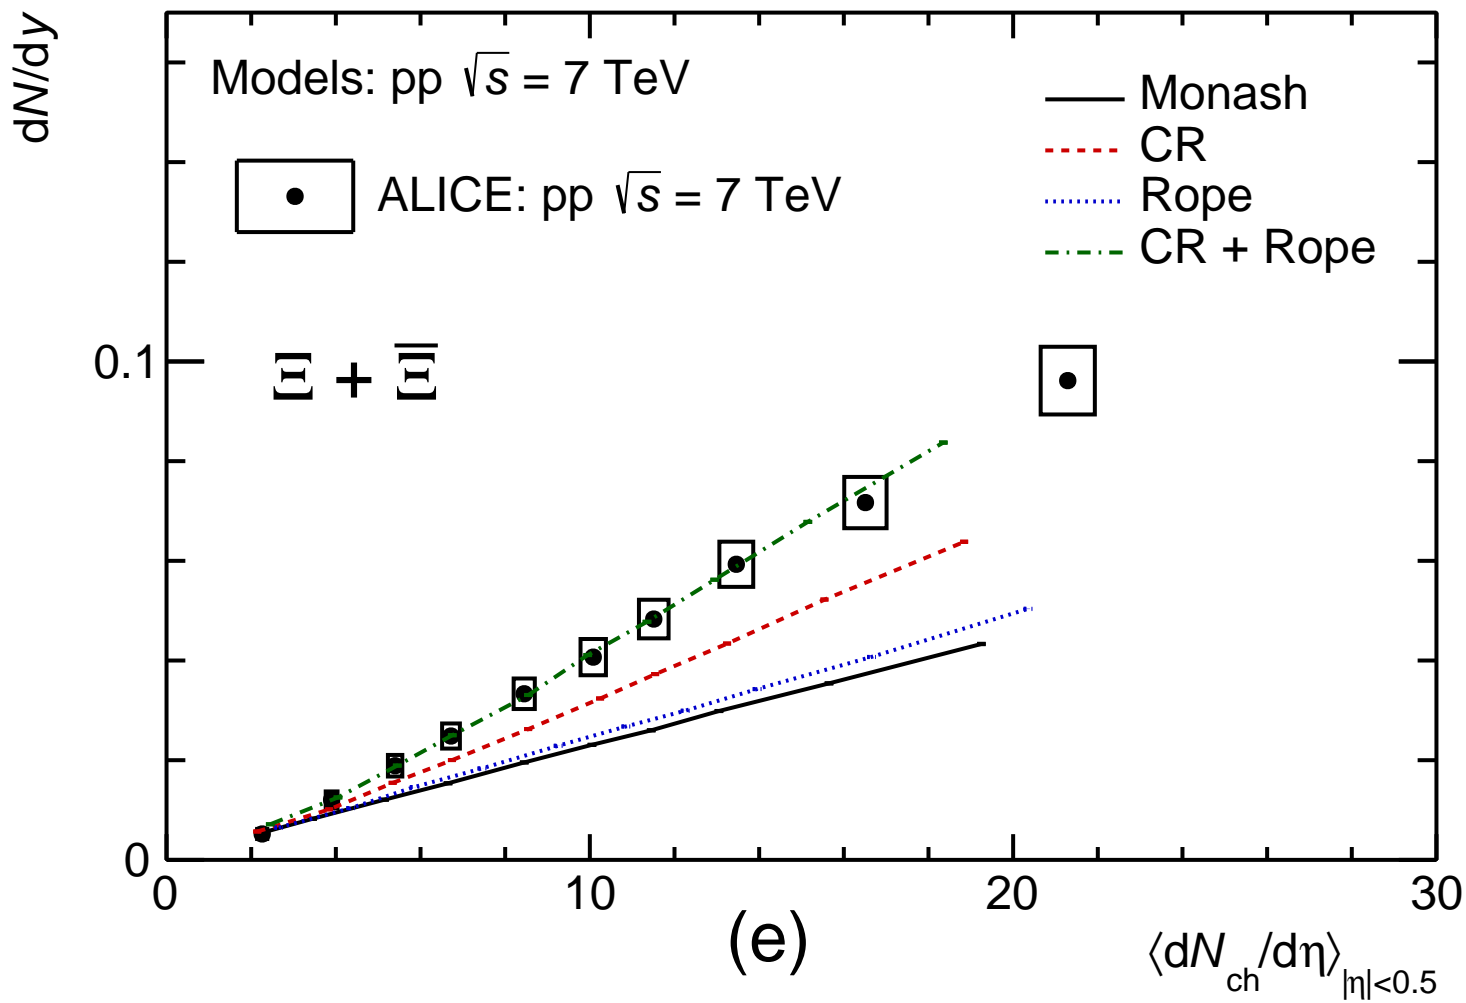 dN/dy
Models: pp √s = 7 TeV
ALICE: pp √s = 7 TeV
Monash
CR
Rope
CR + Rope
Ξ + Ξ̅
0.1
0
0 10 20 30
(e)
⟨dN_ch/dη⟩_|η|<0.5